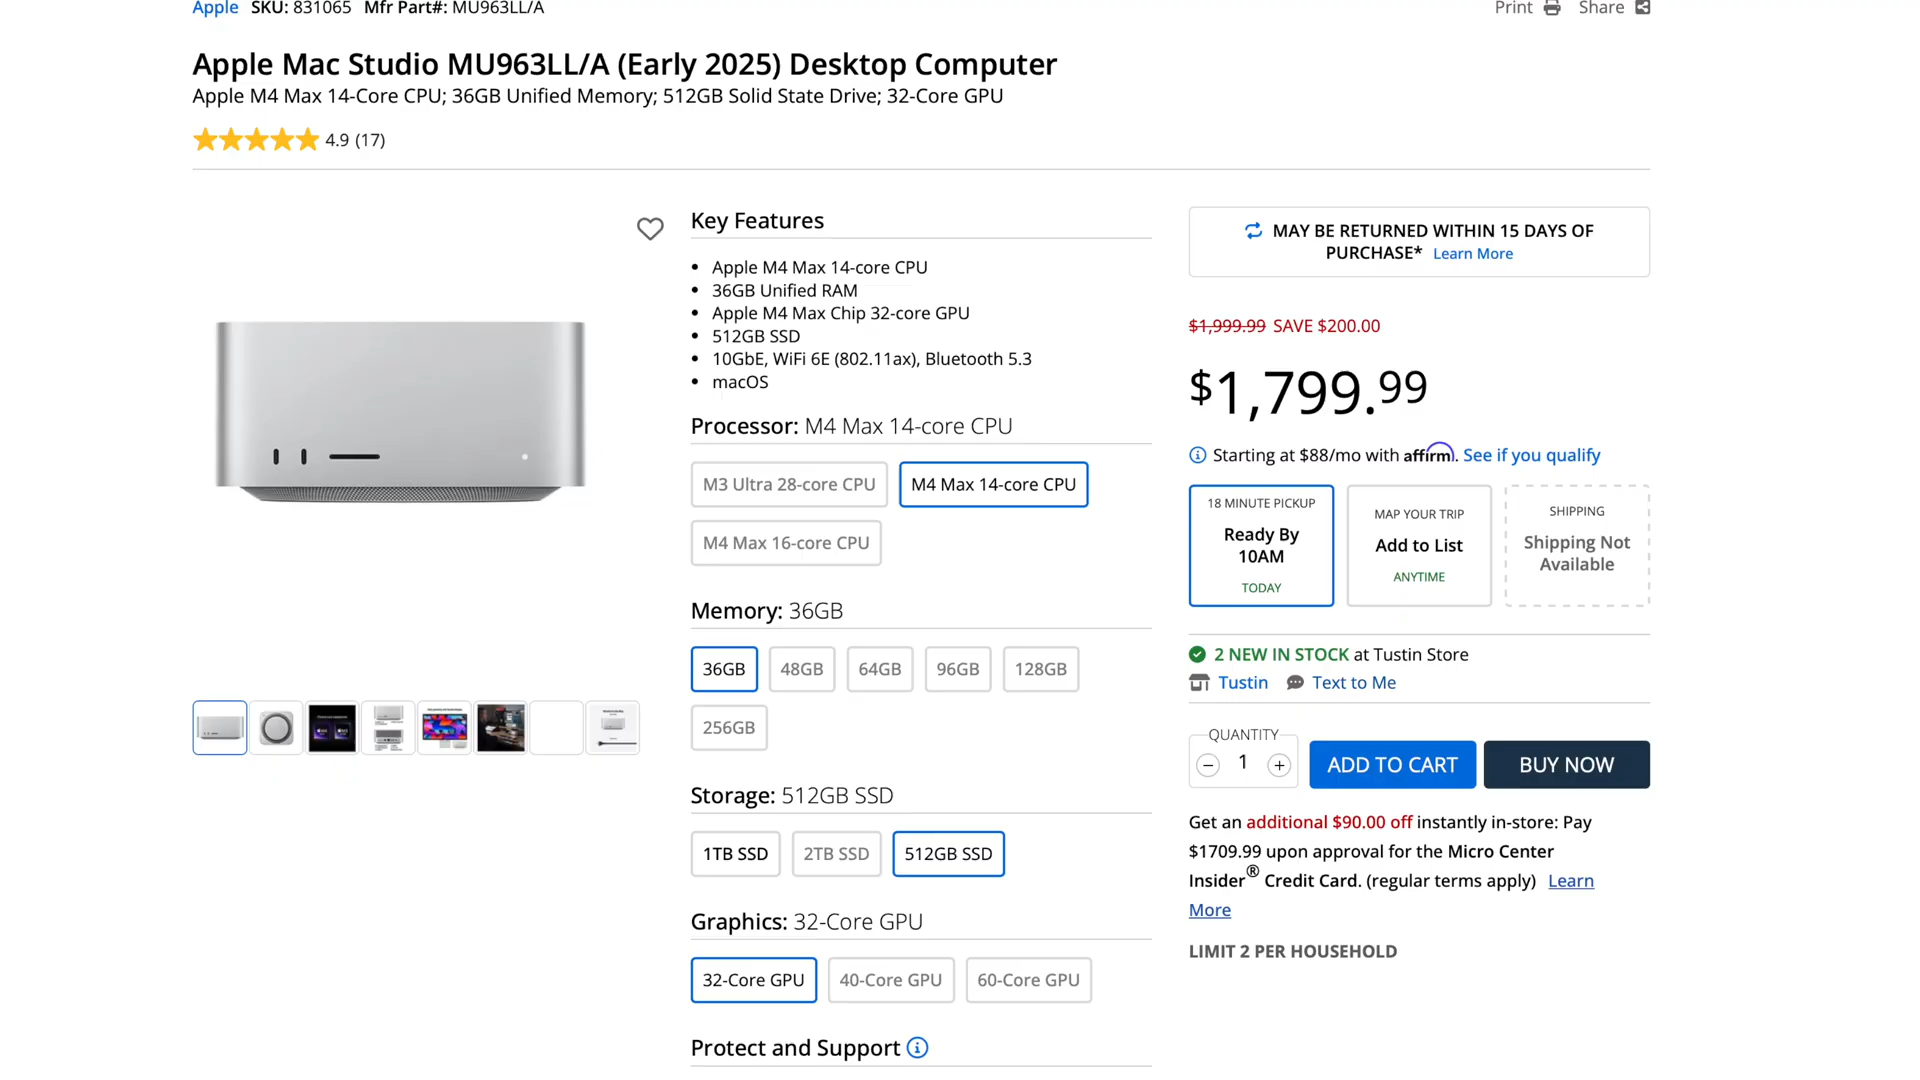 Apple SKU: 831065 Mfr Part#: MU963LL/A
Print Share
Apple Mac Studio MU963LL/A (Early 2025) Desktop Computer
Apple M4 Max 14-Core CPU; 36GB Unified Memory; 512GB Solid State Drive; 32-Core GPU
4.9 (17)
Key Features
• Apple M4 Max 14-core CPU
• 36GB Unified RAM
• Apple M4 Max Chip 32-core GPU
• 512GB SSD
• 10GbE, WiFi 6E (802.11ax), Bluetooth 5.3
• macOS
Processor: M4 Max 14-core CPU
M3 Ultra 28-core CPU
M4 Max 14-core CPU
M4 Max 16-core CPU
Memory: 36GB
36GB
48GB
64GB
96GB
128GB
256GB
Storage: 512GB SSD
1TB SSD
2TB SSD
512GB SSD
Graphics: 32-Core GPU
32-Core GPU
40-Core GPU
60-Core GPU
Protect and Support
MAY BE RETURNED WITHIN 15 DAYS OF
PURCHASE* Learn More
$1,999.99 SAVE $200.00
$1,799.99
Starting at $88/mo with affirm. See if you qualify
18 MINUTE PICKUP
Ready By
10AM
TODAY
MAP YOUR TRIP
Add to List
ANYTIME
SHIPPING
Shipping Not
Available
2 NEW IN STOCK at Tustin Store
Tustin Text to Me
QUANTITY
− 1 +
ADD TO CART
BUY NOW
Get an additional $90.00 off instantly in-store: Pay
$1709.99 upon approval for the Micro Center
Insider® Credit Card. (regular terms apply) Learn
More
LIMIT 2 PER HOUSEHOLD